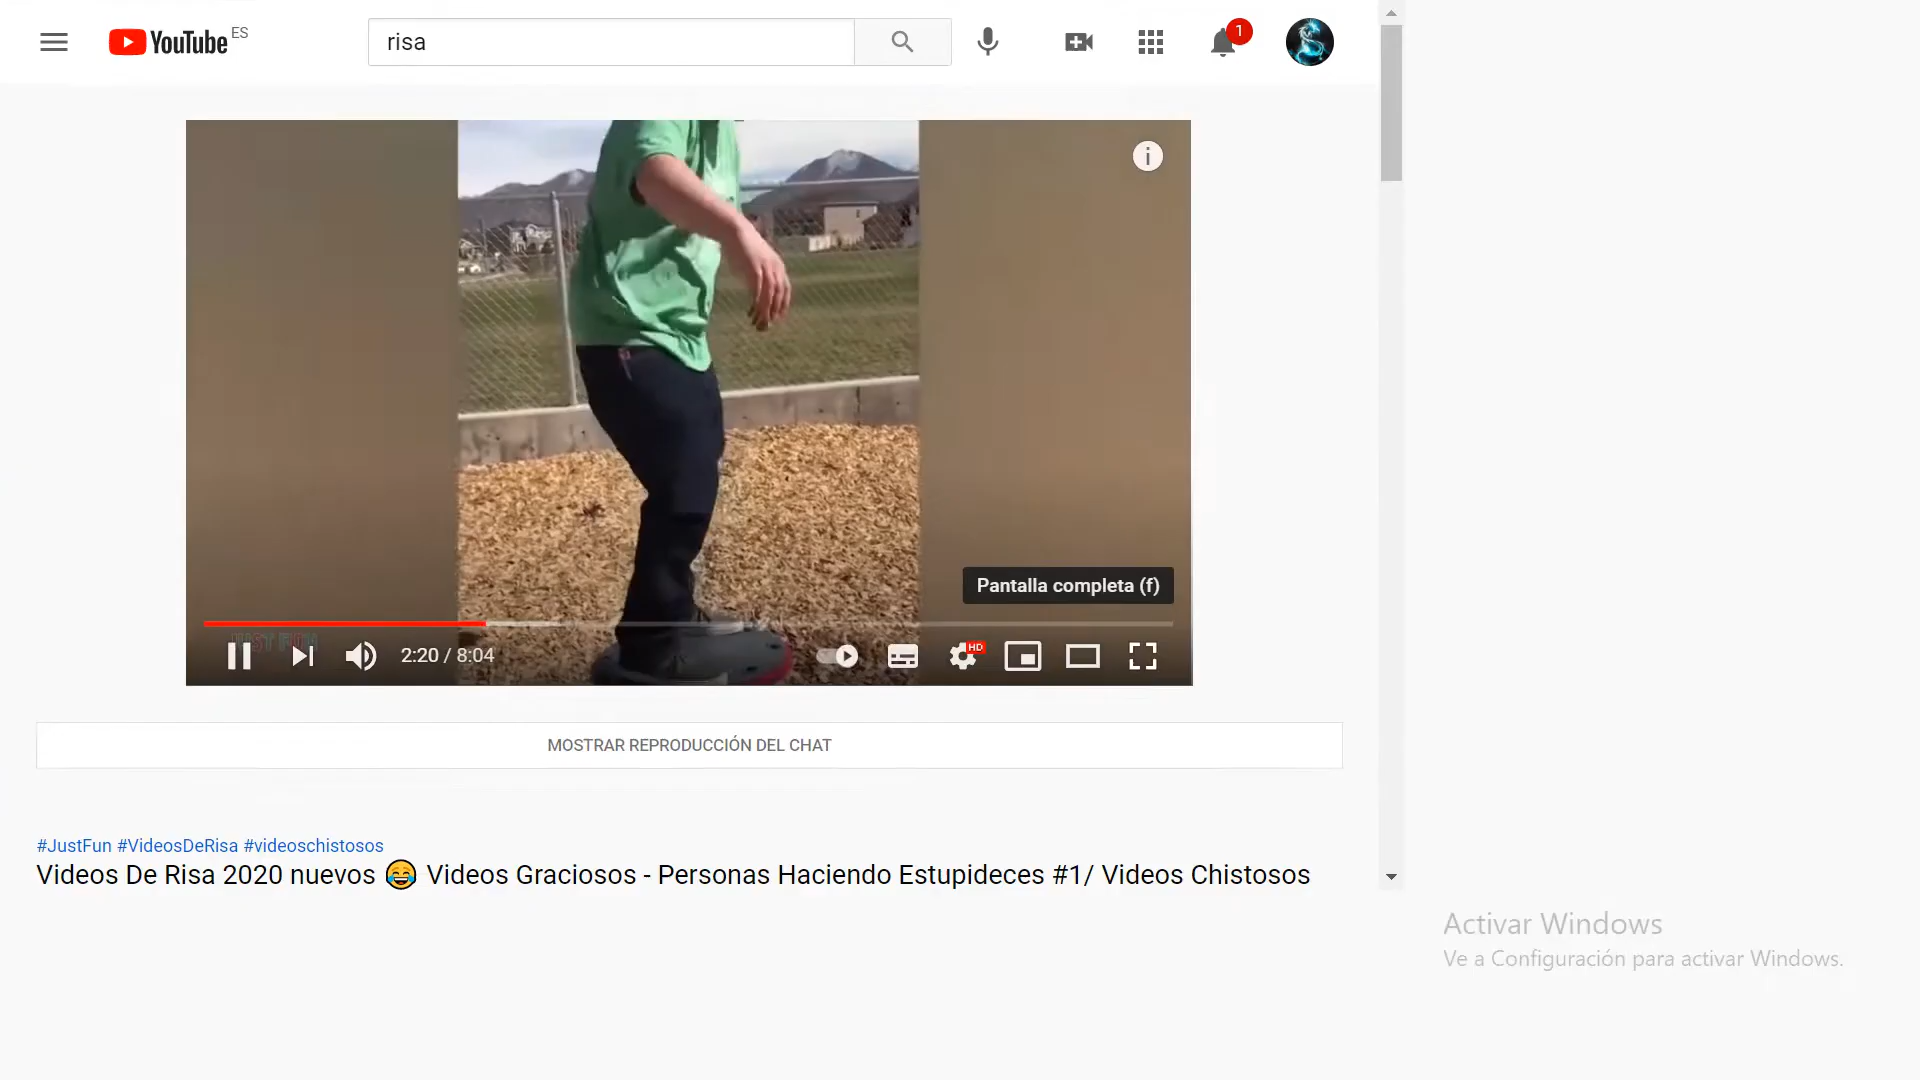 YouTube ES
risa
1
i
Pantalla completa (f)
JUST FUN
2:20 / 8:04
HD
MOSTRAR REPRODUCCIÓN DEL CHAT
#JustFun #VideosDeRisa #videoschistosos
Videos De Risa 2020 nuevos 😂 Videos Graciosos - Personas Haciendo Estupideces #1/ Videos Chistosos
Activar Windows
Ve a Configuración para activar Windows.